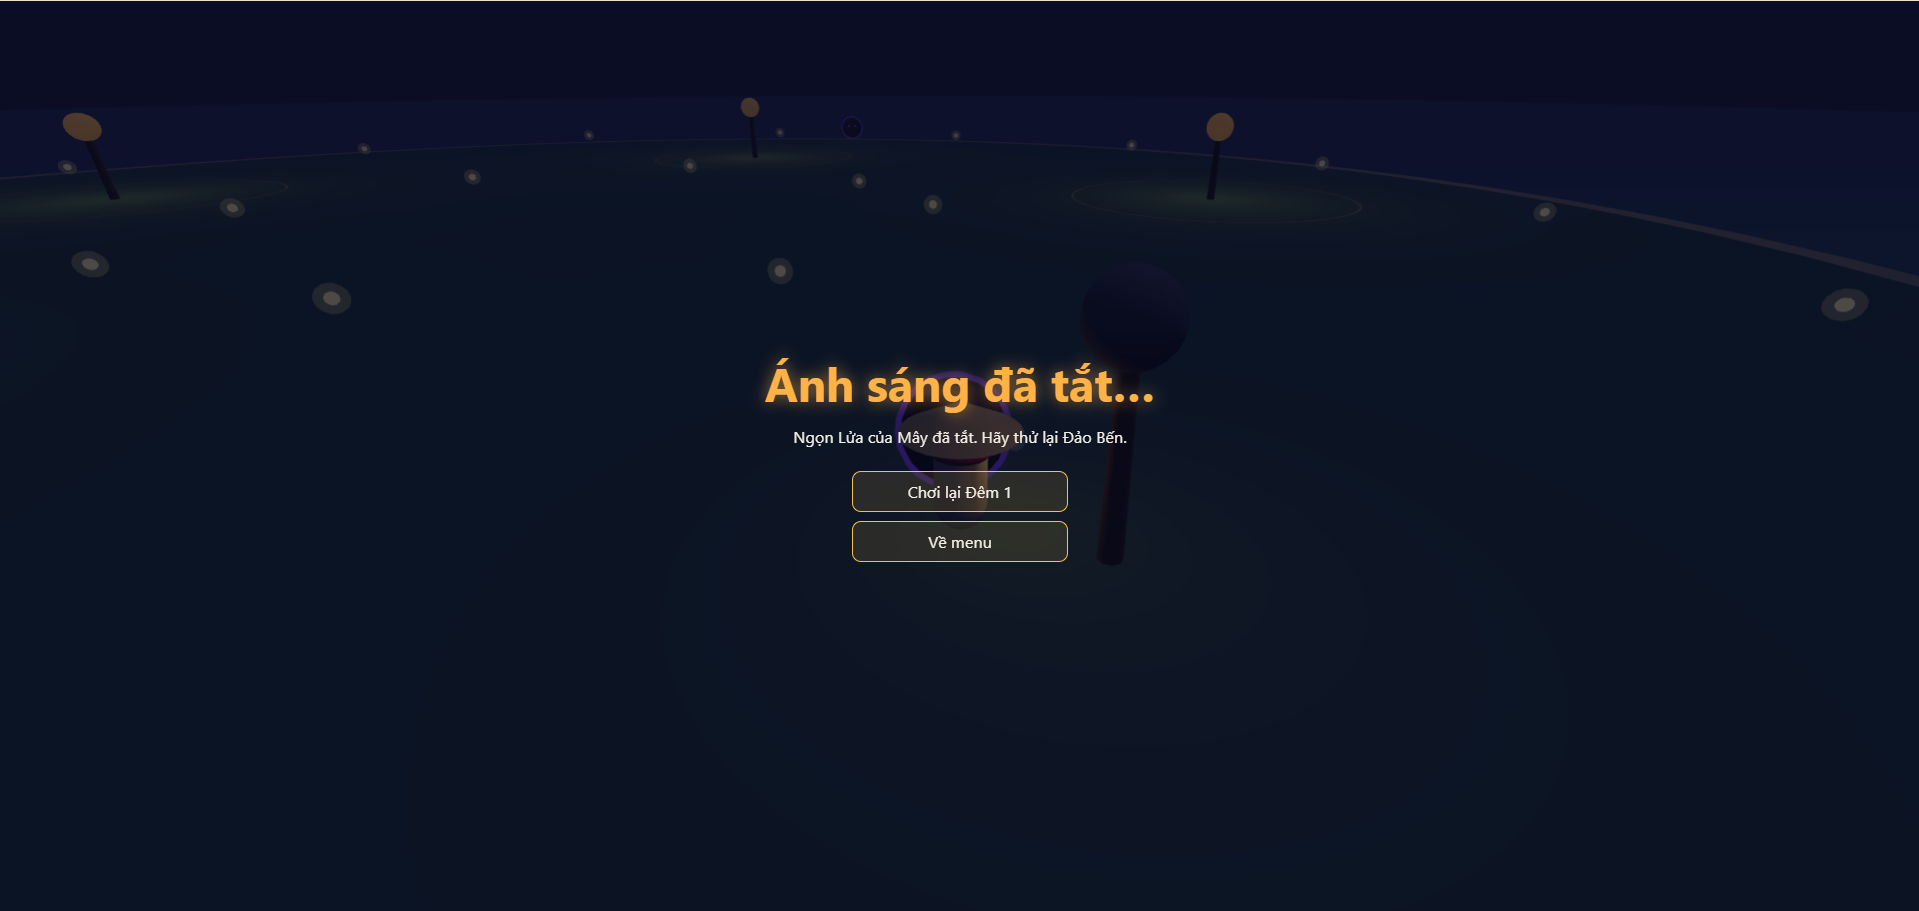 Ánh sáng đã tắt...
Ngọn Lửa của Mây đã tắt. Hãy thử lại Đảo Bến.
Chơi lại Đêm 1
Về menu